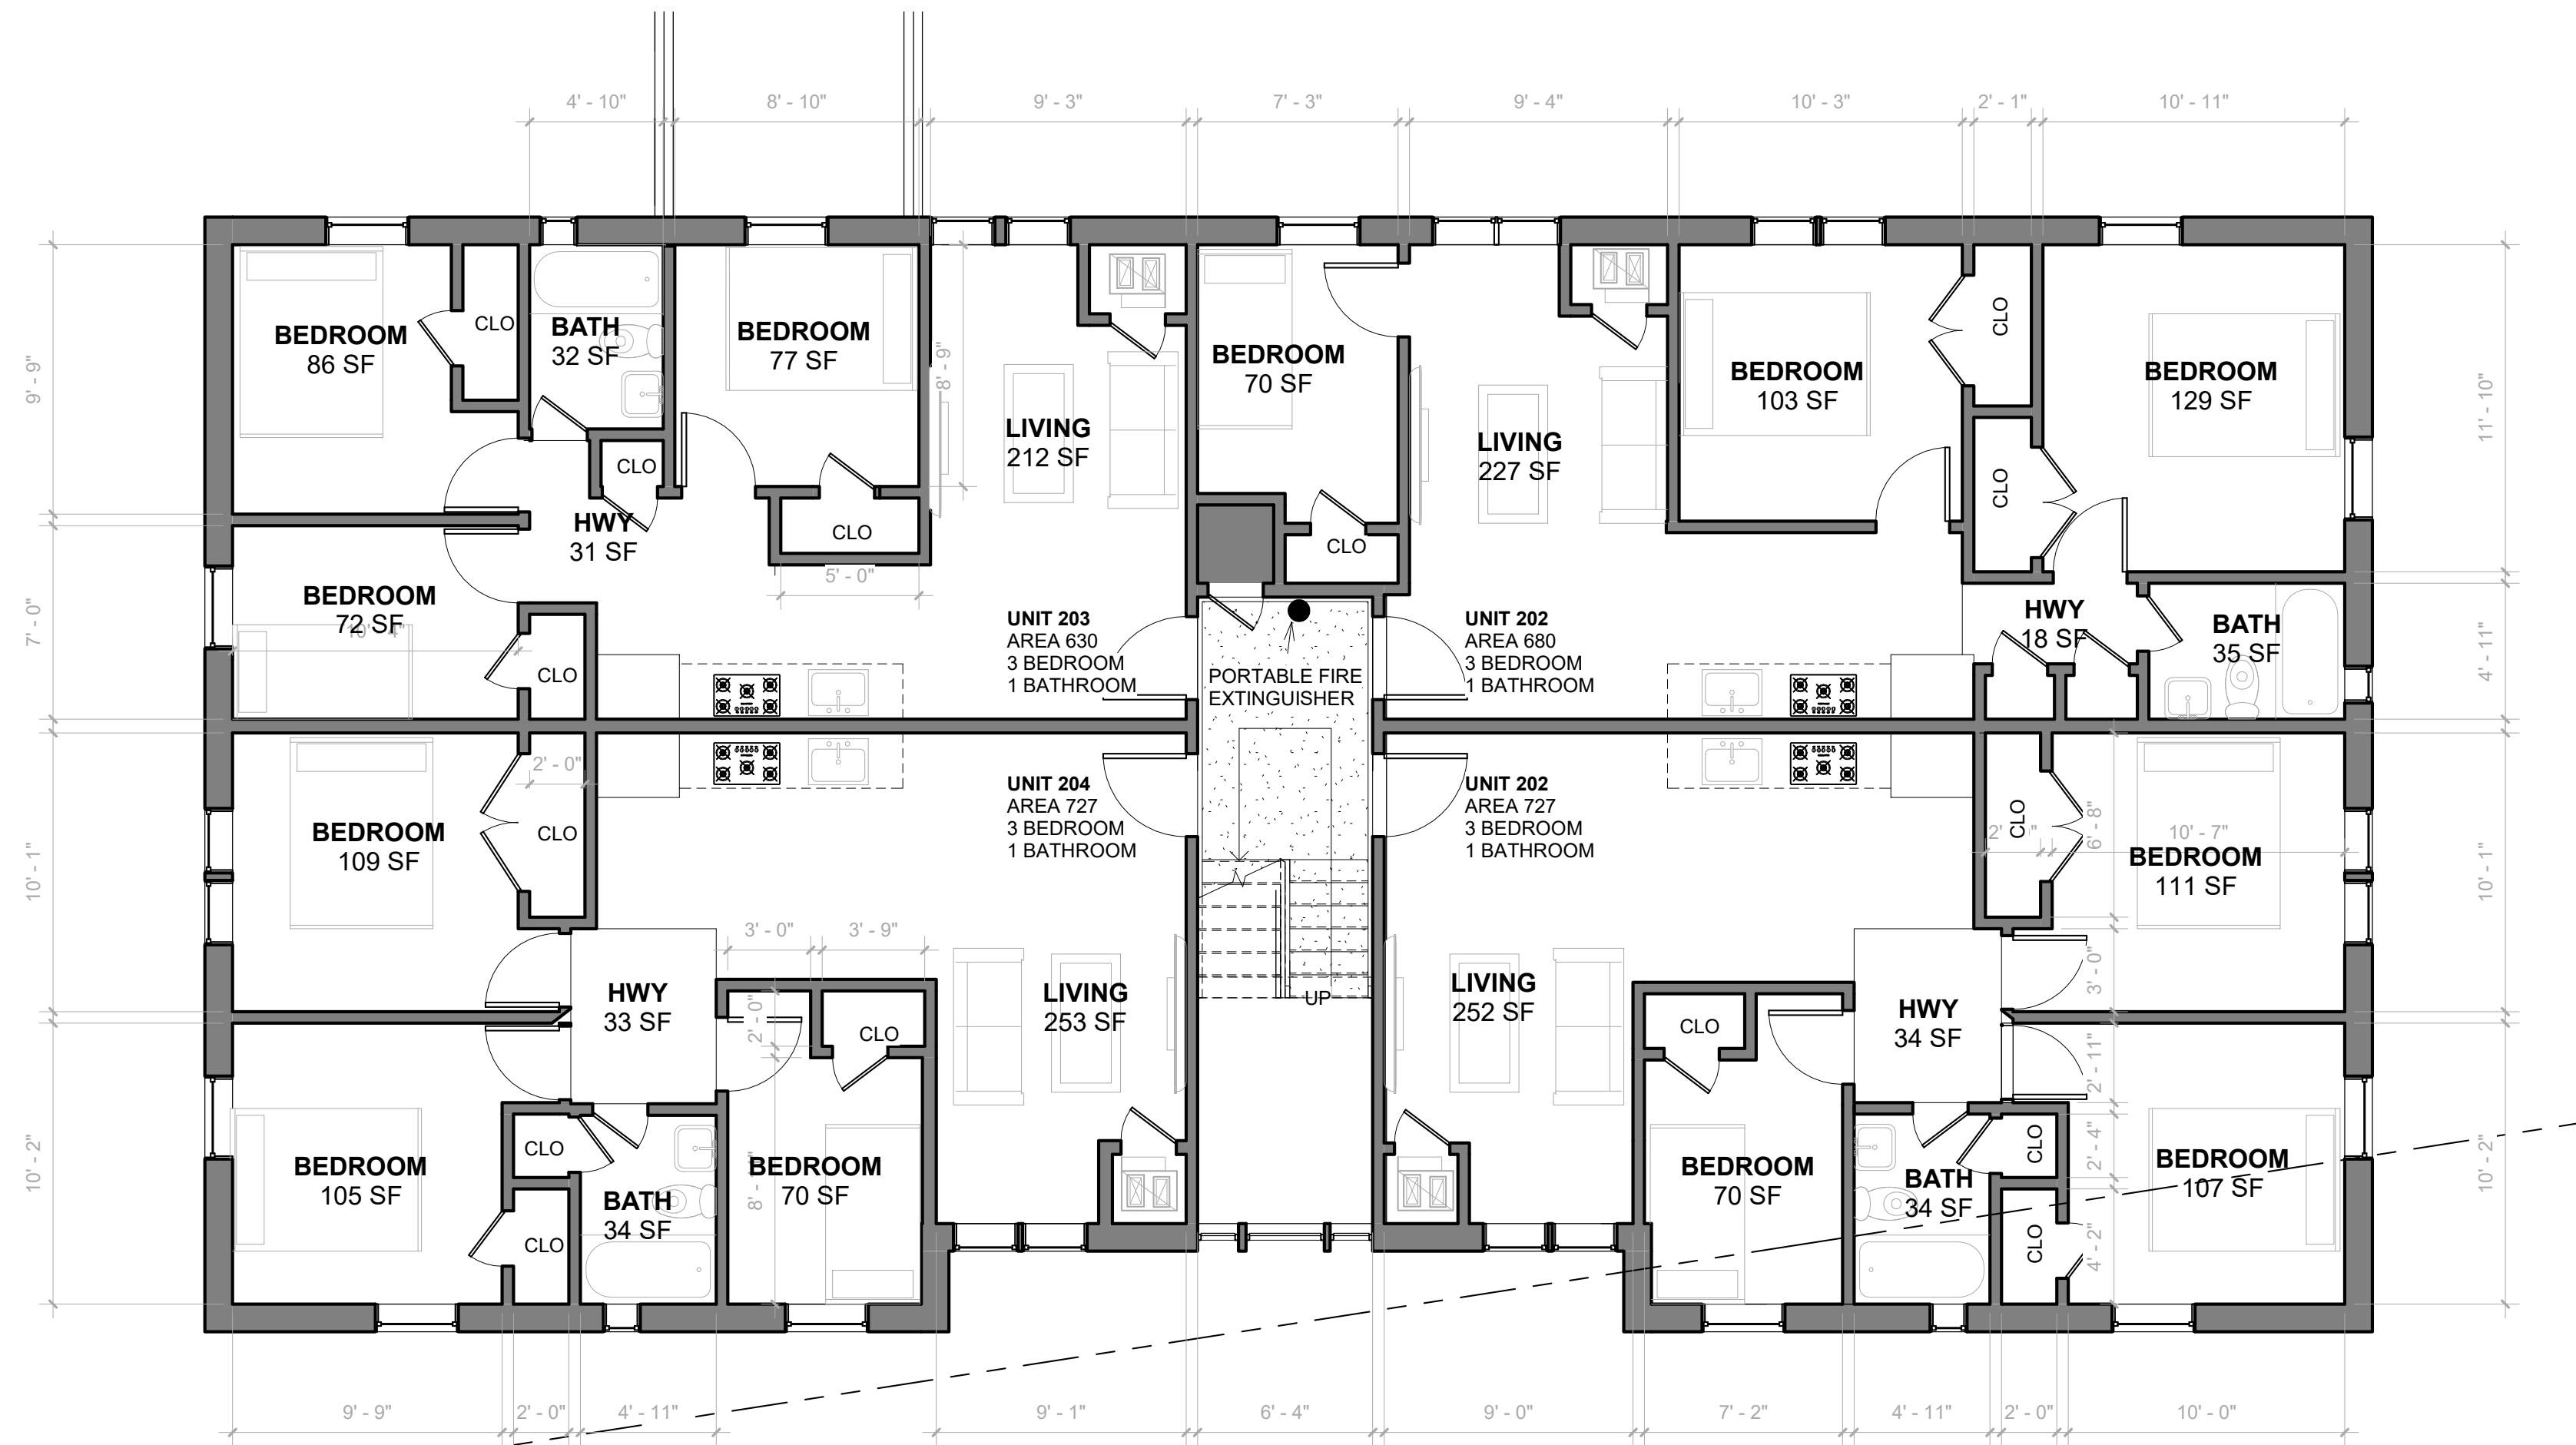 4' - 10"
8' - 10"
9' - 3"
7' - 3"
9' - 4"
10' - 3"
2' - 1"
10' - 11"
9' - 9"
7' - 0"
10' - 1"
10' - 2"
BEDROOM
86 SF
CLO
BATH
32 SF
CLO
BEDROOM
77 SF
CLO
5' - 0"
8' - 9"
HWY
31 SF
BEDROOM
72 SF
10' - 4"
CLO
LIVING
212 SF
UNIT 203
AREA 630
3 BEDROOM
1 BATHROOM
BEDROOM
70 SF
CLO
PORTABLE FIRE
EXTINGUISHER
UP
LIVING
227 SF
UNIT 202
AREA 680
3 BEDROOM
1 BATHROOM
BEDROOM
103 SF
CLO
CLO
BEDROOM
129 SF
HWY
18 SF
BATH
35 SF
11' - 10"
4' - 11"
10' - 1"
10' - 2"
BEDROOM
109 SF
2' - 0"
CLO
HWY
33 SF
3' - 0"
3' - 9"
2' - 0"
CLO
BEDROOM
105 SF
CLO
CLO
BATH
34 SF
BEDROOM
70 SF
UNIT 204
AREA 727
3 BEDROOM
1 BATHROOM
LIVING
253 SF
UNIT 202
AREA 727
3 BEDROOM
1 BATHROOM
LIVING
252 SF
CLO
BEDROOM
70 SF
HWY
34 SF
BATH
34 SF
CLO
CLO
CLO
6' - 8"
10' - 7"
BEDROOM
111 SF
3' - 0"
2' - 11"
2' - 4"
4' - 2"
BEDROOM
107 SF
9' - 9"
2' - 0"
4' - 11"
9' - 1"
6' - 4"
9' - 0"
7' - 2"
4' - 11"
2' - 0"
10' - 0"